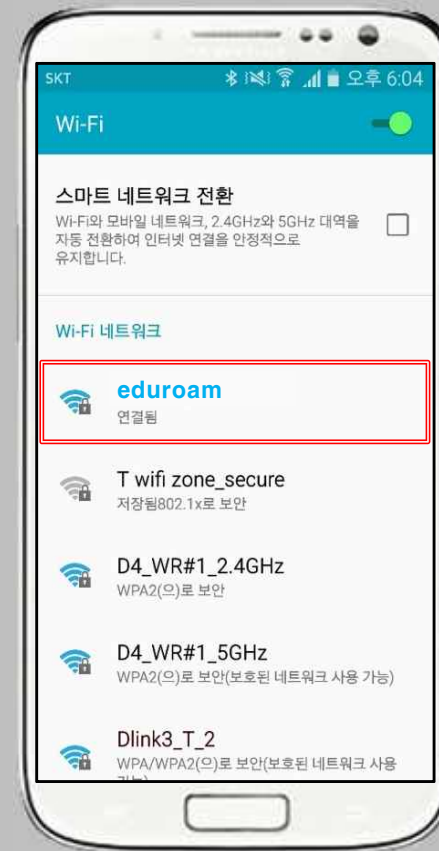 SKT 오후 6:04
Wi-Fi
스마트 네트워크 전환
Wi-Fi와 모바일 네트워크, 2.4GHz와 5GHz 대역을
자동 전환하여 인터넷 연결을 안정적으로
유지합니다.
Wi-Fi 네트워크
eduroam
연결됨
T wifi zone_secure
저장됨802.1x로 보안
D4_WR#1_2.4GHz
WPA2(으)로 보안
D4_WR#1_5GHz
WPA2(으)로 보안(보호된 네트워크 사용 가능)
Dlink3_T_2
WPA/WPA2(으)로 보안(보호된 네트워크 사용